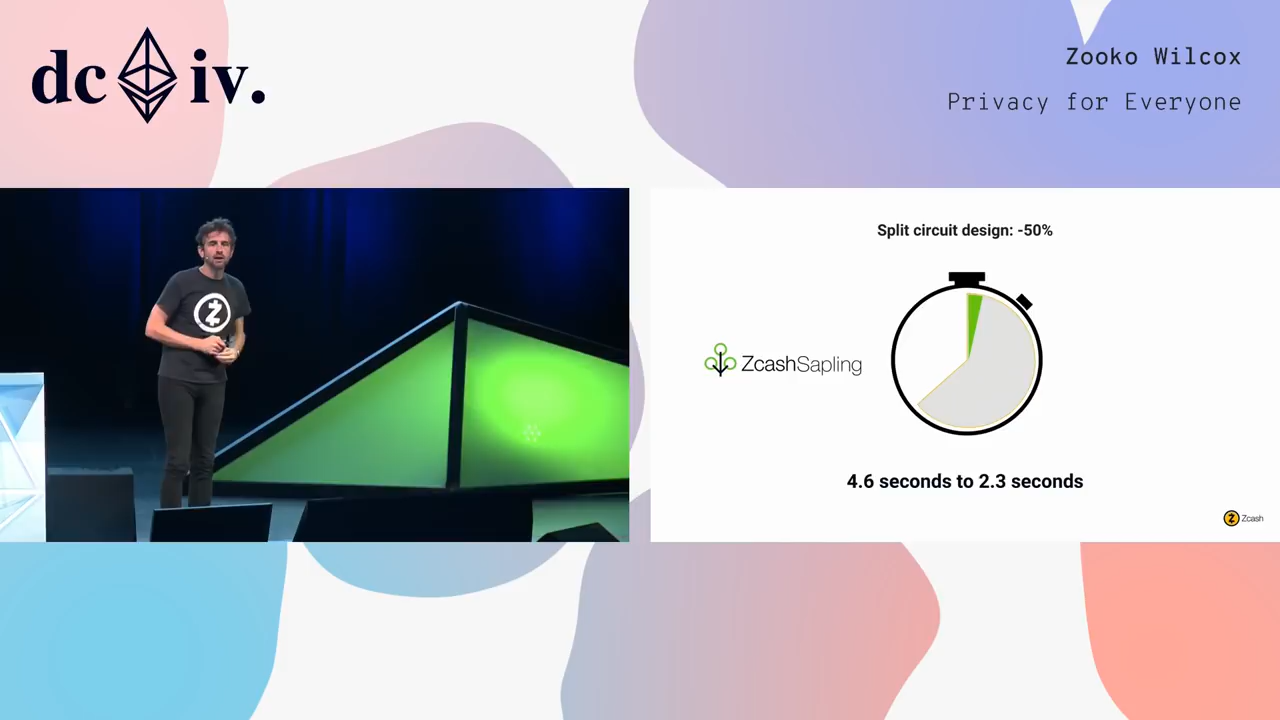 dc iv.
Zooko Wilcox
Privacy for Everyone
Split circuit design: -50%
ZcashSapling
4.6 seconds to 2.3 seconds
Zcash